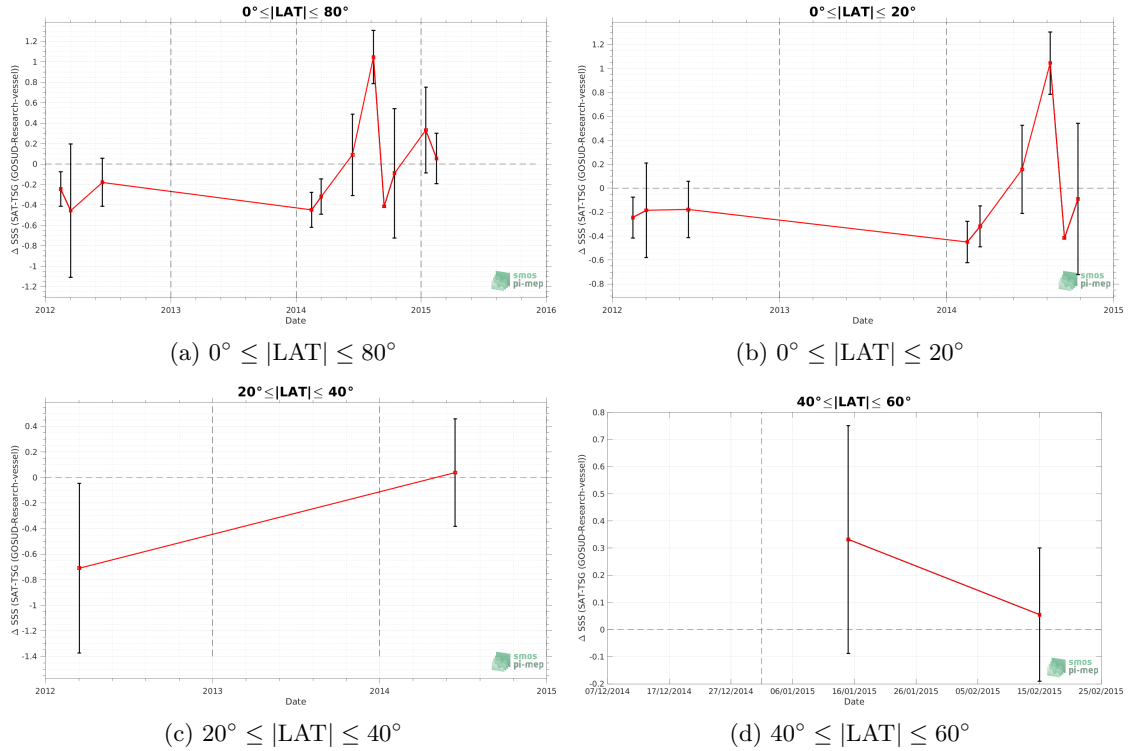 0°≤|LAT|≤ 80°
Δ SSS (SAT-TSG (GOSUD-Research-vessel))
1.2
1
0.8
0.6
0.4
0.2
0
-0.2
-0.4
-0.6
-0.8
-1
-1.2
2012 2013 2014 2015 2016
Date
smos
pi-mep
(a) 0° ≤ |LAT| ≤ 80°
0°≤|LAT|≤ 20°
Δ SSS (SAT-TSG (GOSUD-Research-vessel))
1.2
1
0.8
0.6
0.4
0.2
0
-0.2
-0.4
-0.6
-0.8
2012 2013 2014 2015
Date
smos
pi-mep
(b) 0° ≤ |LAT| ≤ 20°
20°≤|LAT|≤ 40°
Δ SSS (SAT-TSG (GOSUD-Research-vessel))
0.4
0.2
0
-0.2
-0.4
-0.6
-0.8
-1
-1.2
-1.4
2012 2013 2014 2015
Date
smos
pi-mep
(c) 20° ≤ |LAT| ≤ 40°
40°≤|LAT|≤ 60°
Δ SSS (SAT-TSG (GOSUD-Research-vessel))
0.8
0.7
0.6
0.5
0.4
0.3
0.2
0.1
0
-0.1
-0.2
07/12/2014 17/12/2014 27/12/2014 06/01/2015 16/01/2015 26/01/2015 05/02/2015 15/02/2015 25/02/2015
Date
smos
pi-mep
(d) 40° ≤ |LAT| ≤ 60°